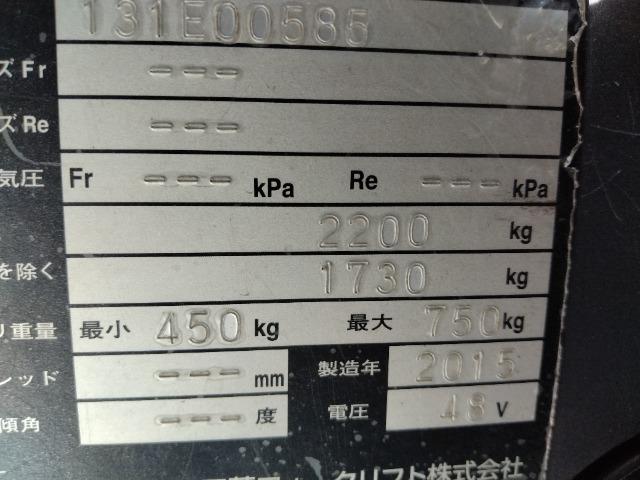 131E00585
ズ Fr ---
ズ Re ---
気圧 Fr --- kPa Re --- kPa
2200 kg
を除く 1730 kg
重量 最小 450 kg 最大 750 kg
レッド --- mm 製造年 2015
傾角 --- 度 電圧 48 V
クリフト株式会社